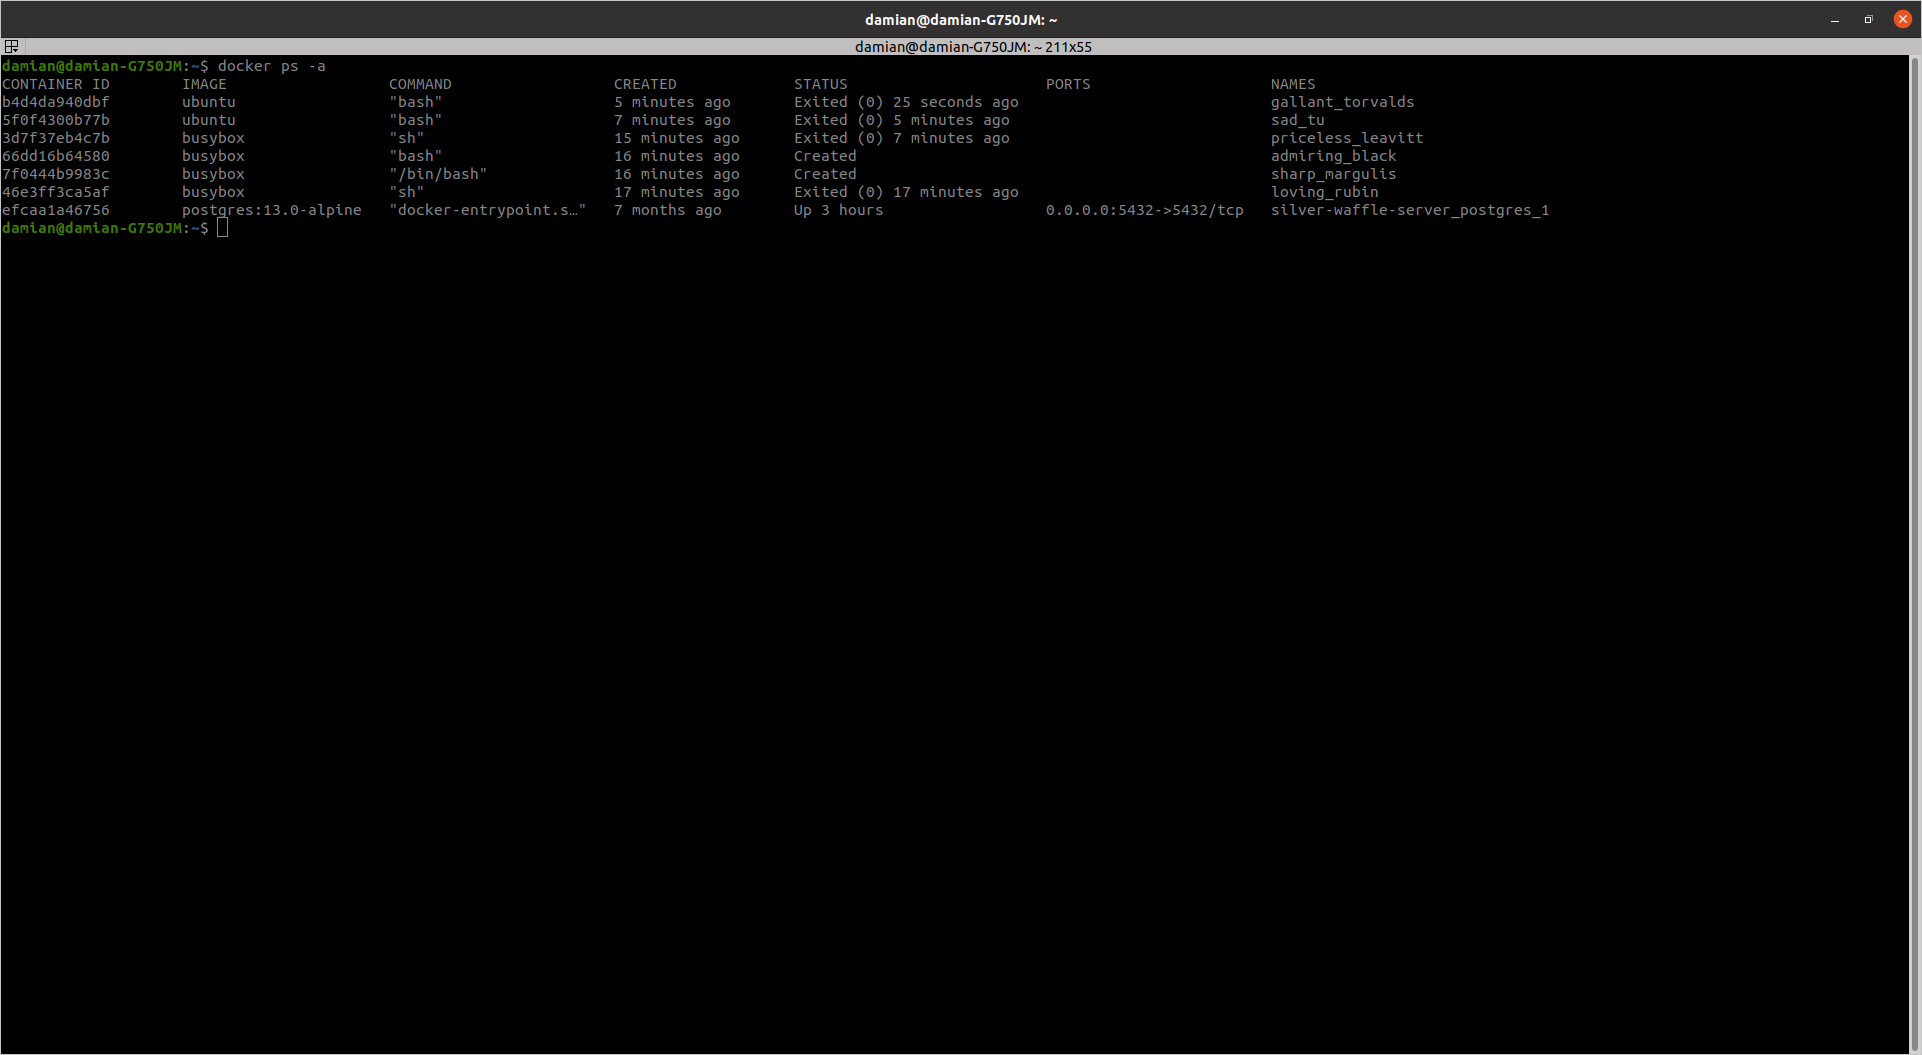 damian@damian-G750JM: ~
damian@damian-G750JM: ~ 211x55
damian@damian-G750JM:~$ docker ps -a
CONTAINER ID        IMAGE                  COMMAND                  CREATED             STATUS                      PORTS                    NAMES
b4d4da940dbf        ubuntu                 "bash"                   5 minutes ago       Exited (0) 25 seconds ago                            gallant_torvalds
5f0f4300b77b        ubuntu                 "bash"                   7 minutes ago       Exited (0) 5 minutes ago                             sad_tu
3d7f37eb4c7b        busybox                "sh"                     15 minutes ago      Exited (0) 7 minutes ago                             priceless_leavitt
66dd16b64580        busybox                "bash"                   16 minutes ago      Created                                              admiring_black
7f0444b9983c        busybox                "/bin/bash"              16 minutes ago      Created                                              sharp_margulis
46e3ff3ca5af        busybox                "sh"                     17 minutes ago      Exited (0) 17 minutes ago                            loving_rubin
efcaa1a46756        postgres:13.0-alpine   "docker-entrypoint.s…"   7 months ago        Up 3 hours                  0.0.0.0:5432->5432/tcp   silver-waffle-server_postgres_1
damian@damian-G750JM:~$